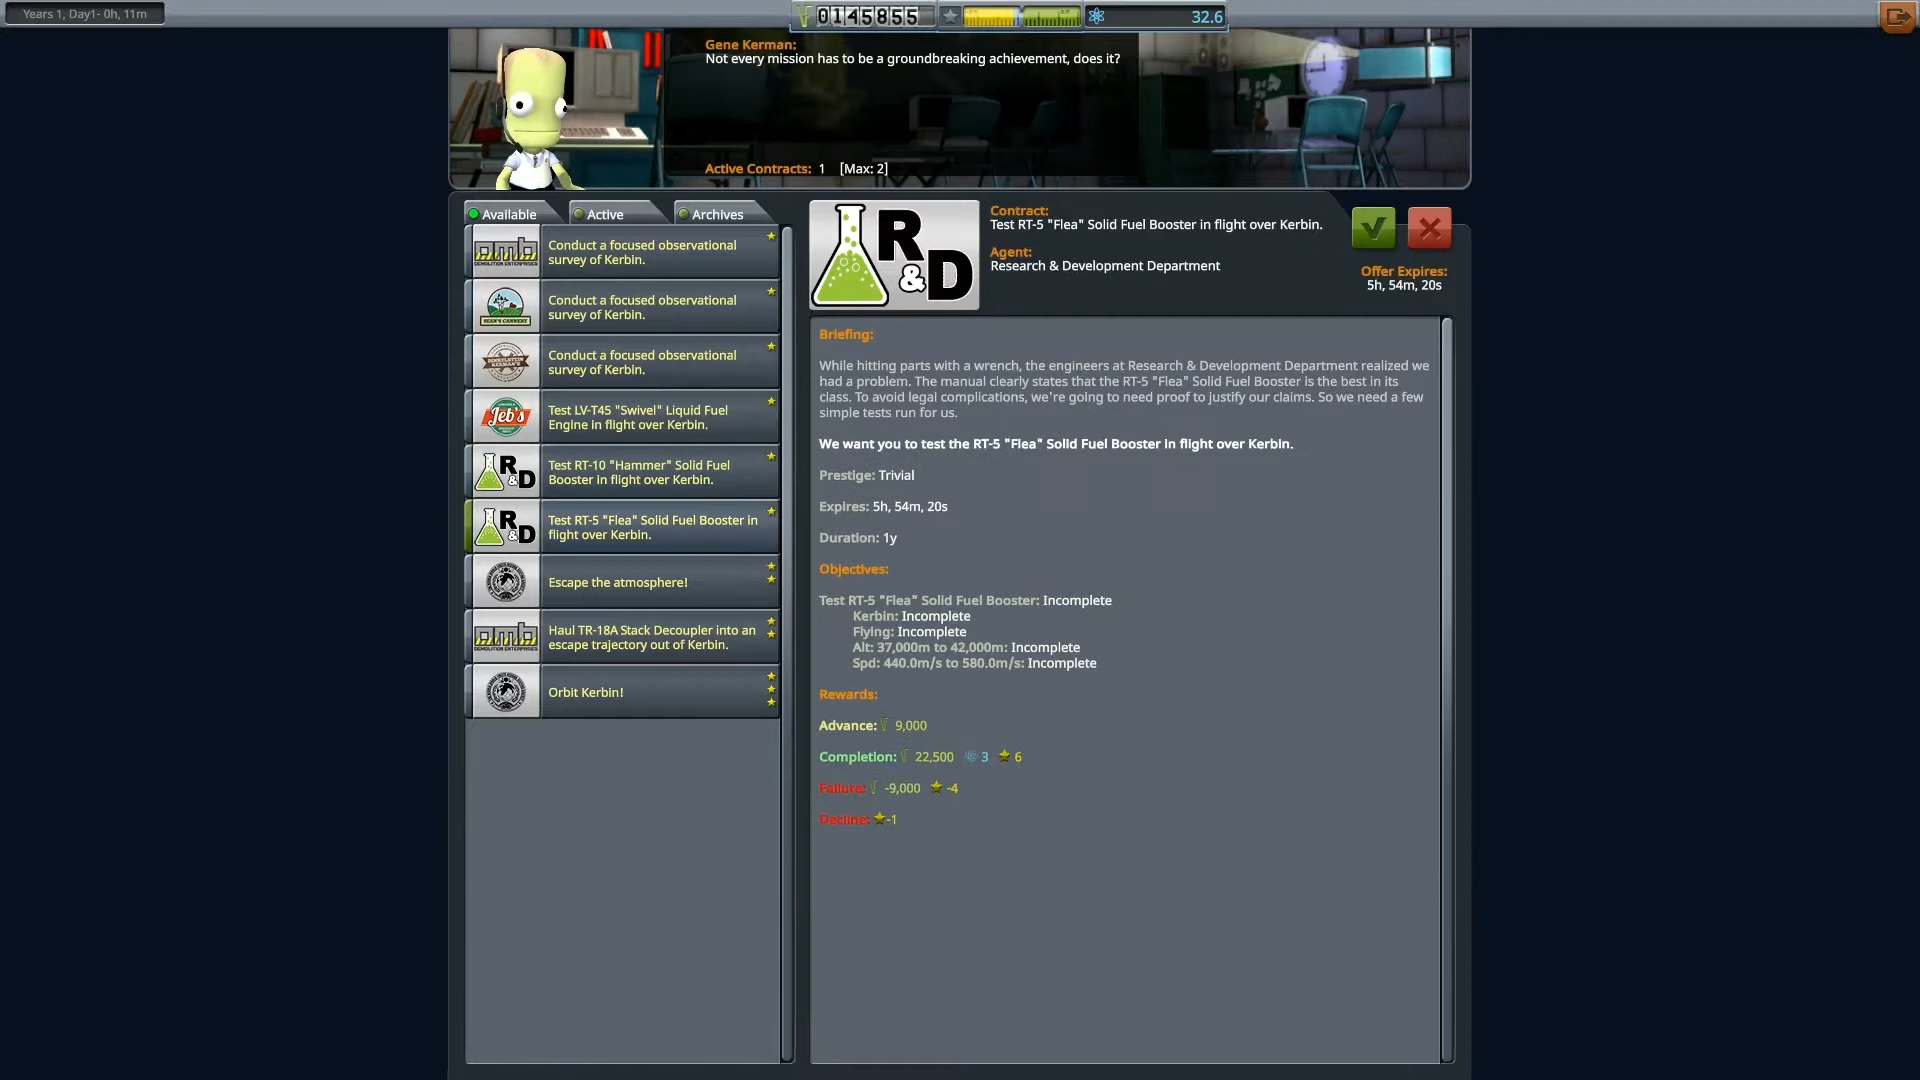 Years 1, Day1- 0h, 11m
0145855
32.6
Gene Kerman:
Not every mission has to be a groundbreaking achievement, does it?
Active Contracts: 1 [Max: 2]
Available
Active
Archives
DEMOLITION ENTERPRISES
Conduct a focused observational
survey of Kerbin.
Conduct a focused observational
survey of Kerbin.
Conduct a focused observational
survey of Kerbin.
Jeb's
Test LV-T45 "Swivel" Liquid Fuel
Engine in flight over Kerbin.
R&D
Test RT-10 "Hammer" Solid Fuel
Booster in flight over Kerbin.
R&D
Test RT-5 "Flea" Solid Fuel Booster in
flight over Kerbin.
Escape the atmosphere!
DEMOLITION ENTERPRISES
Haul TR-18A Stack Decoupler into an
escape trajectory out of Kerbin.
Orbit Kerbin!
R&D
Contract:
Test RT-5 "Flea" Solid Fuel Booster in flight over Kerbin.
Agent:
Research & Development Department
Offer Expires:
5h, 54m, 20s
Briefing:
While hitting parts with a wrench, the engineers at Research & Development Department realized we
had a problem. The manual clearly states that the RT-5 "Flea" Solid Fuel Booster is the best in its
class. To avoid legal complications, we're going to need proof to justify our claims. So we need a few
simple tests run for us.
We want you to test the RT-5 "Flea" Solid Fuel Booster in flight over Kerbin.
Prestige: Trivial
Expires: 5h, 54m, 20s
Duration: 1y
Objectives:
Test RT-5 "Flea" Solid Fuel Booster: Incomplete
Kerbin: Incomplete
Flying: Incomplete
Alt: 37,000m to 42,000m: Incomplete
Spd: 440.0m/s to 580.0m/s: Incomplete
Rewards:
Advance: 9,000
Completion: 22,500 3 6
Failure: -9,000 -4
Decline: -1